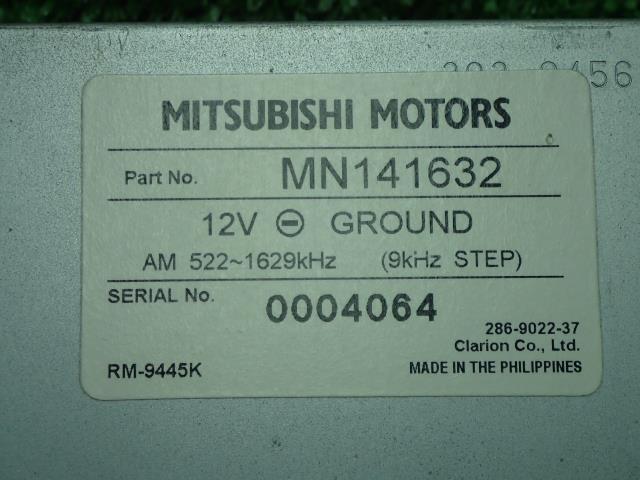 MITSUBISHI MOTORS
Part No. MN141632
12V ⊖ GROUND
AM 522~1629kHz (9kHz STEP)
SERIAL No. 0004064
286-9022-37
Clarion Co., Ltd.
RM-9445K MADE IN THE PHILIPPINES